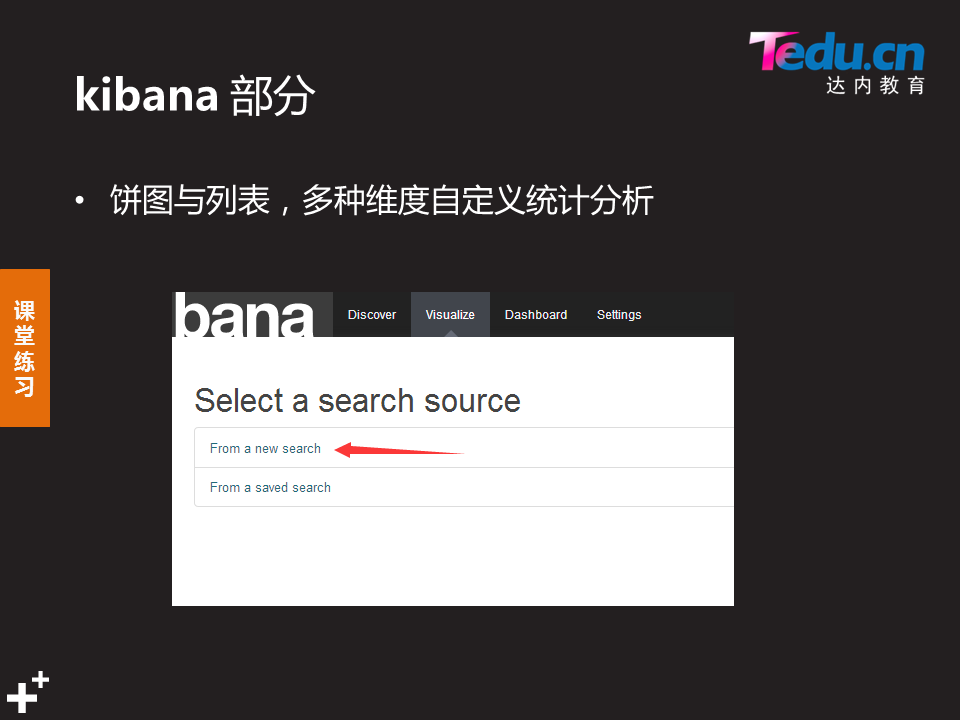 Tedu.cn
达内教育
kibana 部分
• 饼图与列表，多种维度自定义统计分析
课堂练习
bana Discover Visualize Dashboard Settings
Select a search source
From a new search
From a saved search